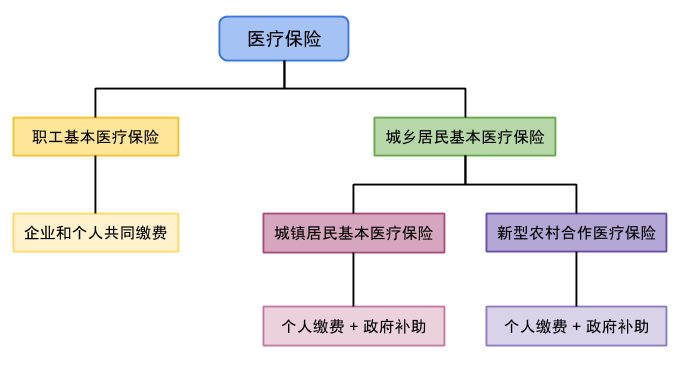 医疗保险
职工基本医疗保险
城乡居民基本医疗保险
企业和个人共同缴费
城镇居民基本医疗保险
新型农村合作医疗保险
个人缴费 + 政府补助
个人缴费 + 政府补助